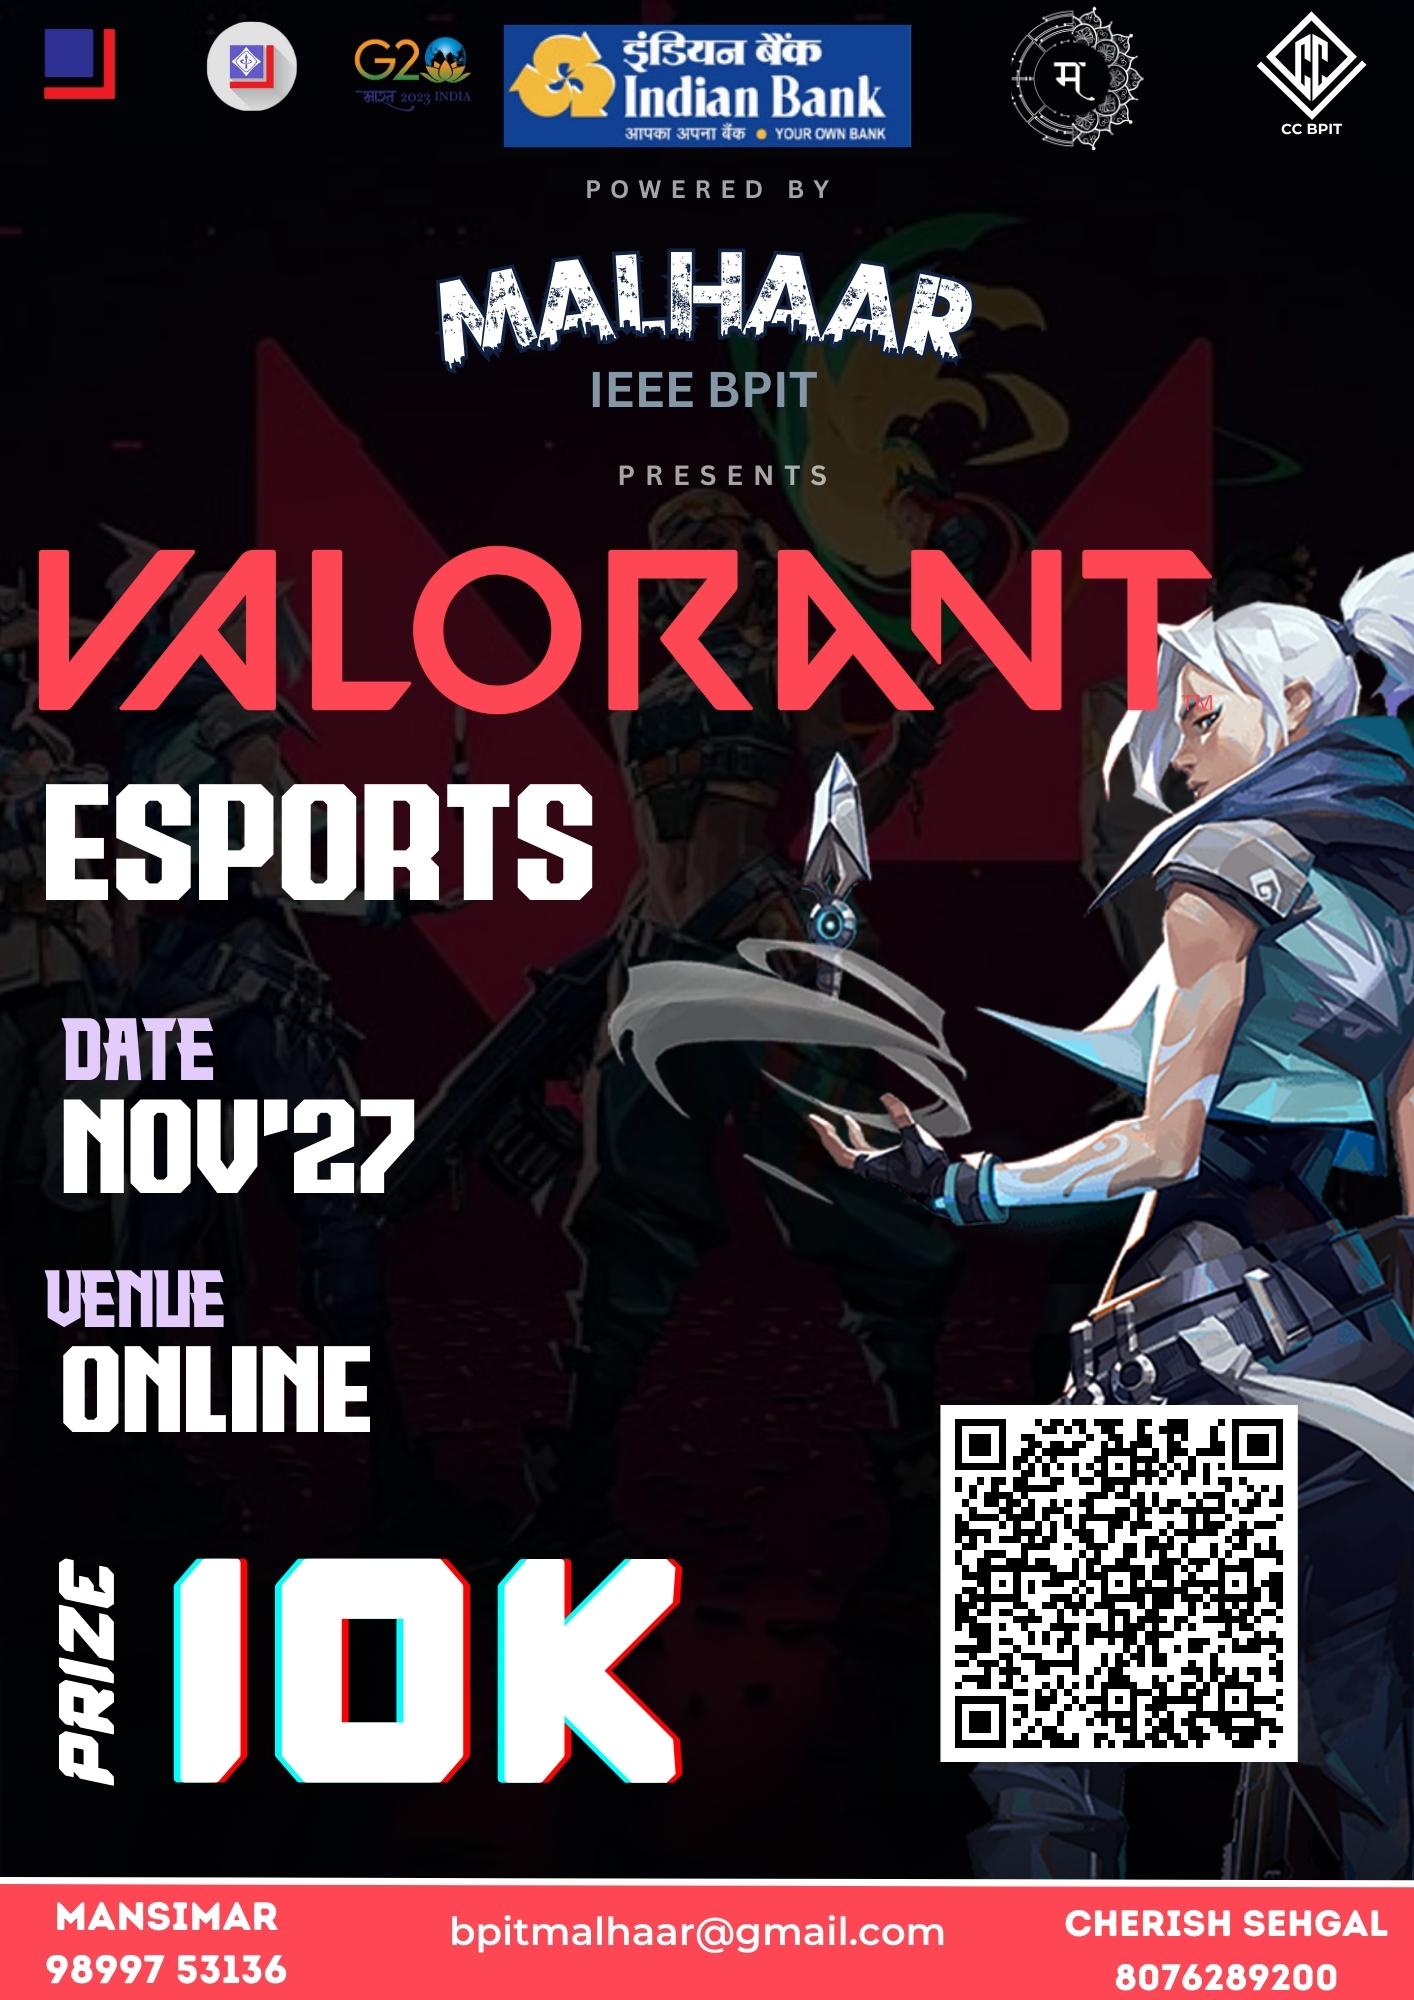 G20
भारत 2023 INDIA
इंडियन बैंक
Indian Bank
आपका अपना बैंक ● YOUR OWN BANK
म
CC
CC BPIT
POWERED BY
MALHAAR
IEEE BPIT
PRESENTS
VALORANT
TM
ESPORTS
DATE
NOV'27
VENUE
ONLINE
PRIZE
10K
MANSIMAR
98997 53136
bpitmalhaar@gmail.com
CHERISH SEHGAL
8076289200